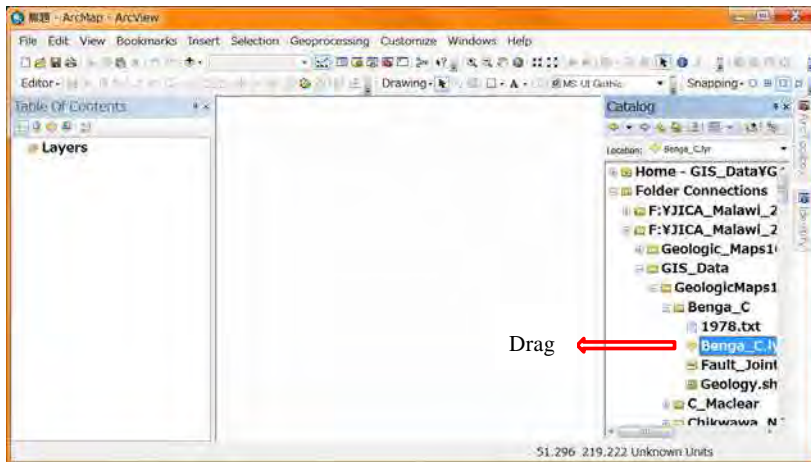 無題 - ArcMap - ArcView
File Edit View Bookmarks Insert Selection Geoprocessing Customize Windows Help
Editor Drawing A MS UI Gothic Snapping
Table Of Contents
Layers
Catalog
Location: Benga_C.lyr
Home - GIS_Data¥G
Folder Connections
F:¥JICA_Malawi_2
F:¥JICA_Malawi_2
Geologic_Maps1
GIS_Data
GeologicMaps1
Benga_C
1978.txt
Drag
Benga_C.ly
Fault_Joint
Geology.sh
C_Maclear
Chikwawa_N
51.296 219.222 Unknown Units